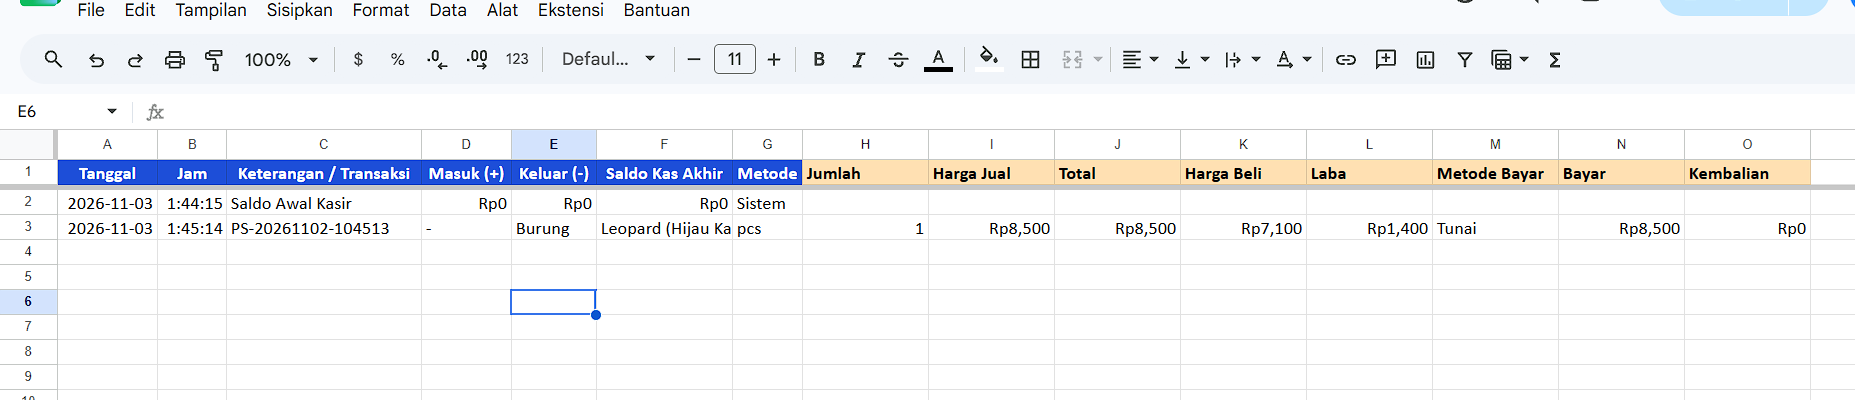 File Edit Tampilan Sisipkan Format Data Alat Ekstensi Bantuan
100% $ % .0 .00 123 Defaul... 11 B I A
E6 fx
A B C D E F G H I J K L M N O
1 Tanggal Jam Keterangan / Transaksi Masuk (+) Keluar (-) Saldo Kas Akhir Metode Jumlah Harga Jual Total Harga Beli Laba Metode Bayar Bayar Kembalian
2 2026-11-03 1:44:15 Saldo Awal Kasir Rp0 Rp0 Rp0 Sistem
3 2026-11-03 1:45:14 PS-20261102-104513 - Burung Leopard (Hijau Ka pcs 1 Rp8,500 Rp8,500 Rp7,100 Rp1,400 Tunai Rp8,500 Rp0
4
5
6
7
8
9